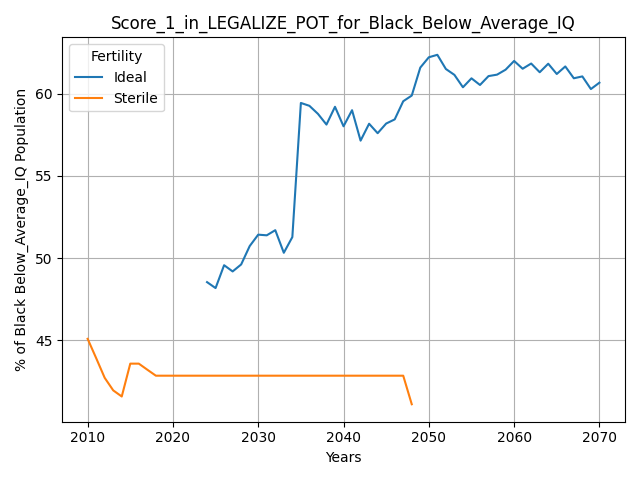 Score_1_in_LEGALIZE_POT_for_Black_Below_Average_IQ
Fertility
Ideal
Sterile
% of Black Below_Average_IQ Population
60
55
50
45
2010 2020 2030 2040 2050 2060 2070
Years